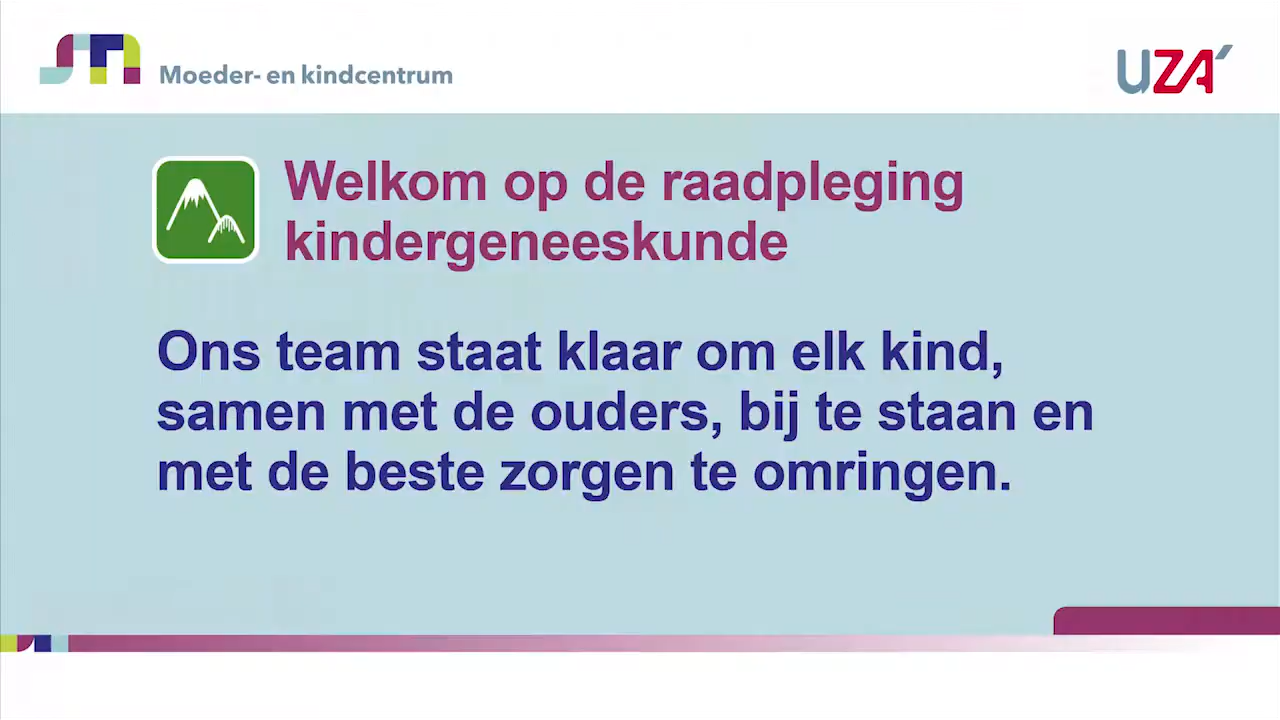 Moeder- en kindcentrum
UZA
Welkom op de raadpleging
kindergeneeskunde
Ons team staat klaar om elk kind,
samen met de ouders, bij te staan en
met de beste zorgen te omringen.